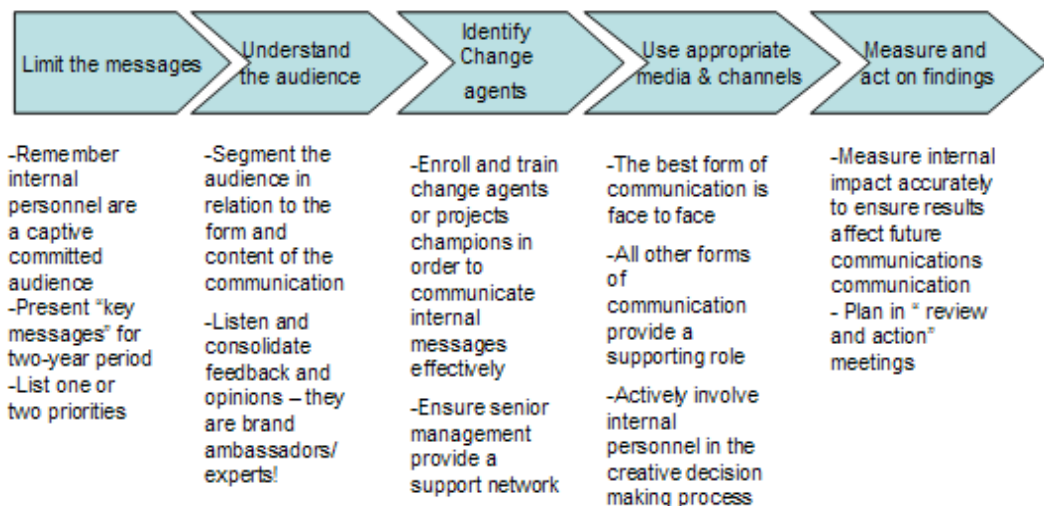 Limit the messages
Understand
the audience
Identify
Change
agents
Use appropriate
media & channels
Measure and
act on findings
-Remember
internal
personnel are
a captive
committed
audience
-Present “key
messages” for
two-year period
-List one or
two priorities
-Segment the
audience in
relation to the
form and
content of the
communication
-Listen and
consolidate
feedback and
opinions – they
are brand
ambassadors/
experts!
-Enroll and train
change agents
or projects
champions in
order to
communicate
internal
messages
effectively
-Ensure senior
management
provide a
support network
-The best form of
communication is
face to face
-All other forms
of
communication
provide a
supporting role
-Actively involve
internal
personnel in the
creative decision
making process
-Measure internal
impact accurately
to ensure results
affect future
communications
communication
- Plan in “ review
and action”
meetings